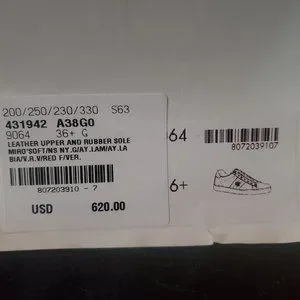 200/250/230/330 S63
431942 A38G0
9064 36+ G
LEATHER UPPER AND RUBBER SOLE
MIRO'SOFT/NS NY.G/AY.LAM/AY.LA
BIA/V.R.V/RED F/VER.
807203910 - 7
USD 620.00
64
8072039107
6+